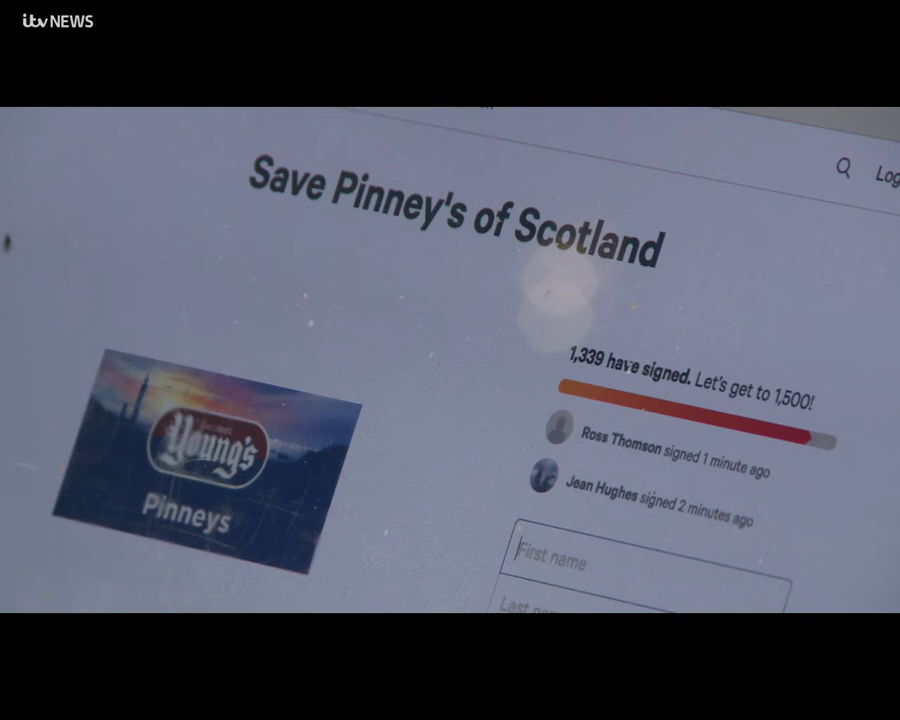 itv NEWS
Log
Save Pinney's of Scotland
1,339 have signed. Let's get to 1,500!
Ross Thomson signed 1 minute ago
Jean Hughes signed 2 minutes ago
Young's
Pinneys
First name
Last